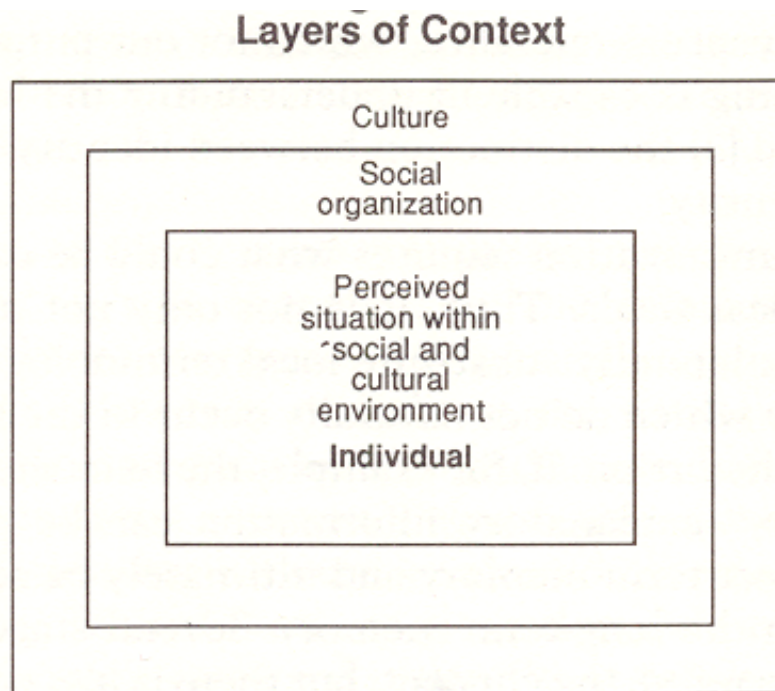 Layers of Context
Culture
Social
organization
Perceived
situation within
social and
cultural
environment
Individual